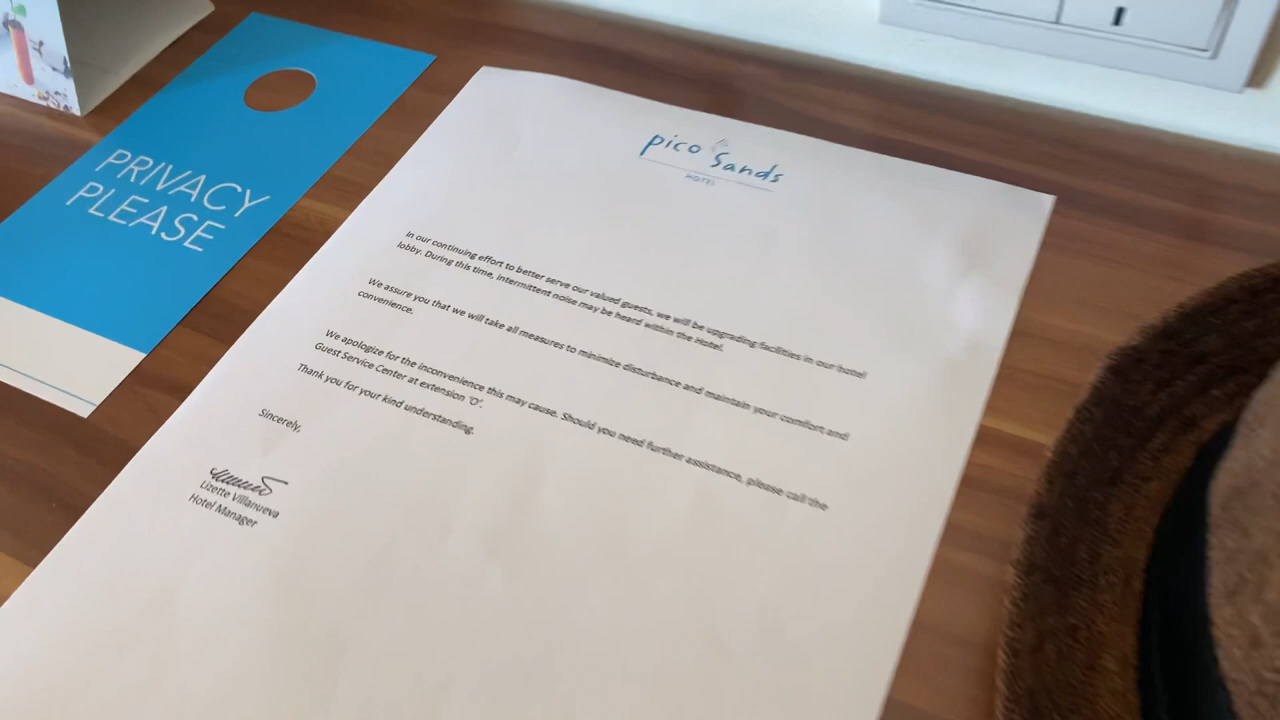 PRIVACY
PLEASE
pico Sands
HOTEL
In our continuing effort to better serve our valued guests, we will be upgrading facilities in our hotel
lobby. During this time, intermittent noise may be heard within the Hotel.
We assure you that we will take all measures to minimize disturbance and maintain your comfort and
convenience.
We apologize for the inconvenience this may cause. Should you need further assistance, please call the
Guest Service Center at extension 'O'.
Thank you for your kind understanding.
Sincerely,
Lizette Villanueva
Hotel Manager